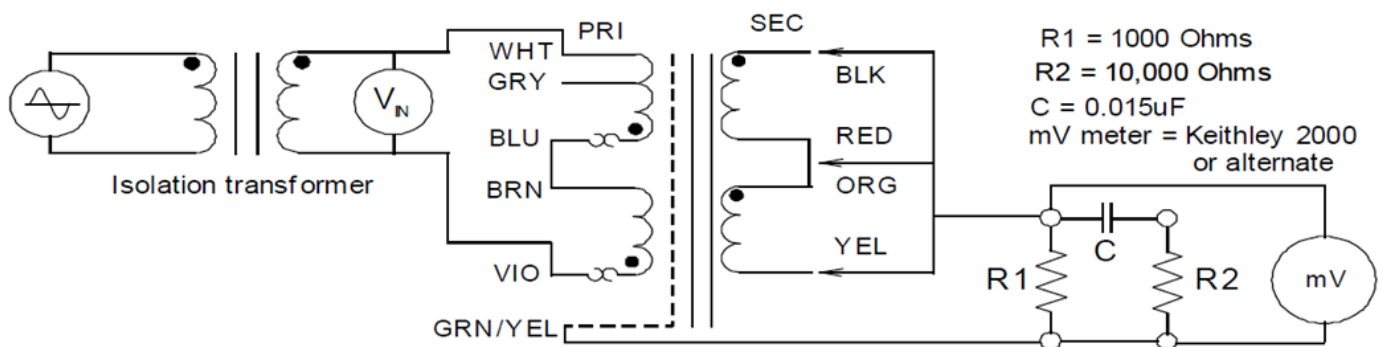 PRI
SEC
WHT
GRY
BLU
BRN
VIO
GRN/YEL
V IN
Isolation transformer
BLK
RED
ORG
YEL
R1 = 1000 Ohms
R2 = 10,000 Ohms
C = 0.015uF
mV meter = Keithley 2000
or alternate
C
R1
R2
mV